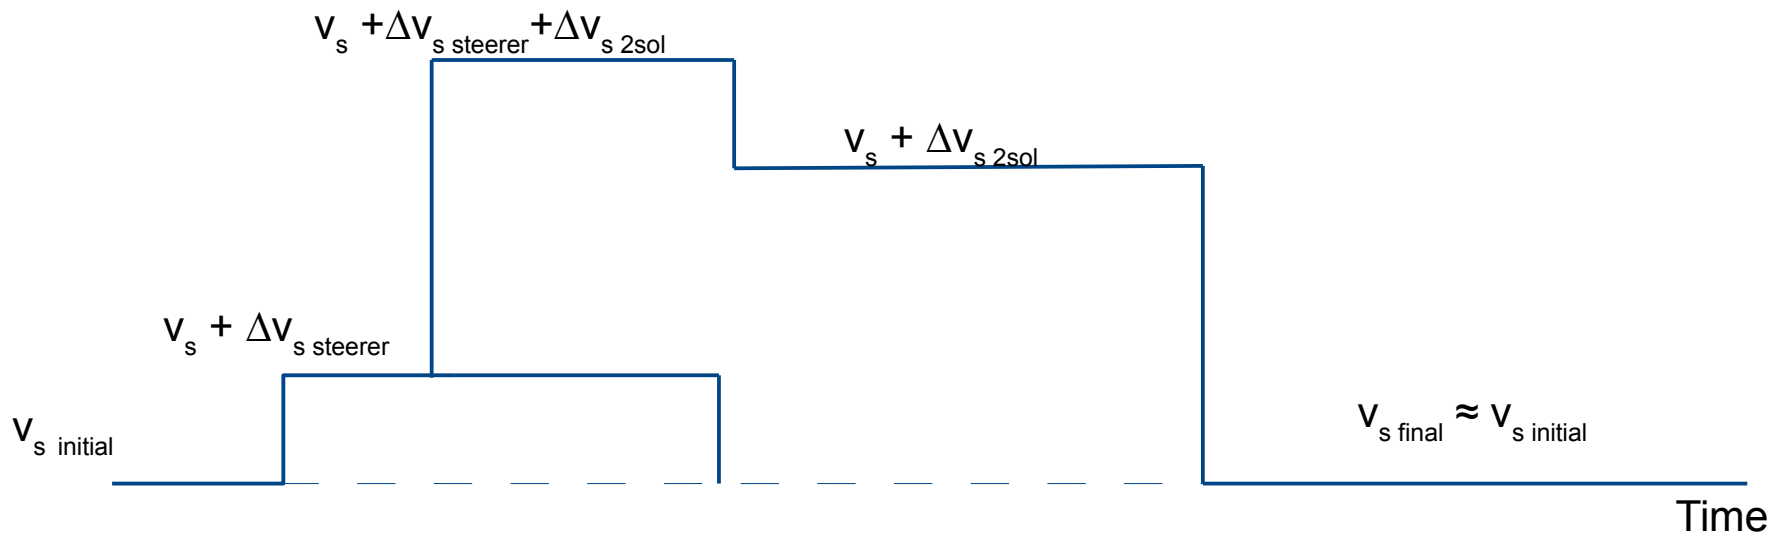 vs +Δvs steerer+Δvs 2sol
vs + Δvs 2sol
vs + Δvs steerer
vs initial
vs final ≈ vs initial
Time